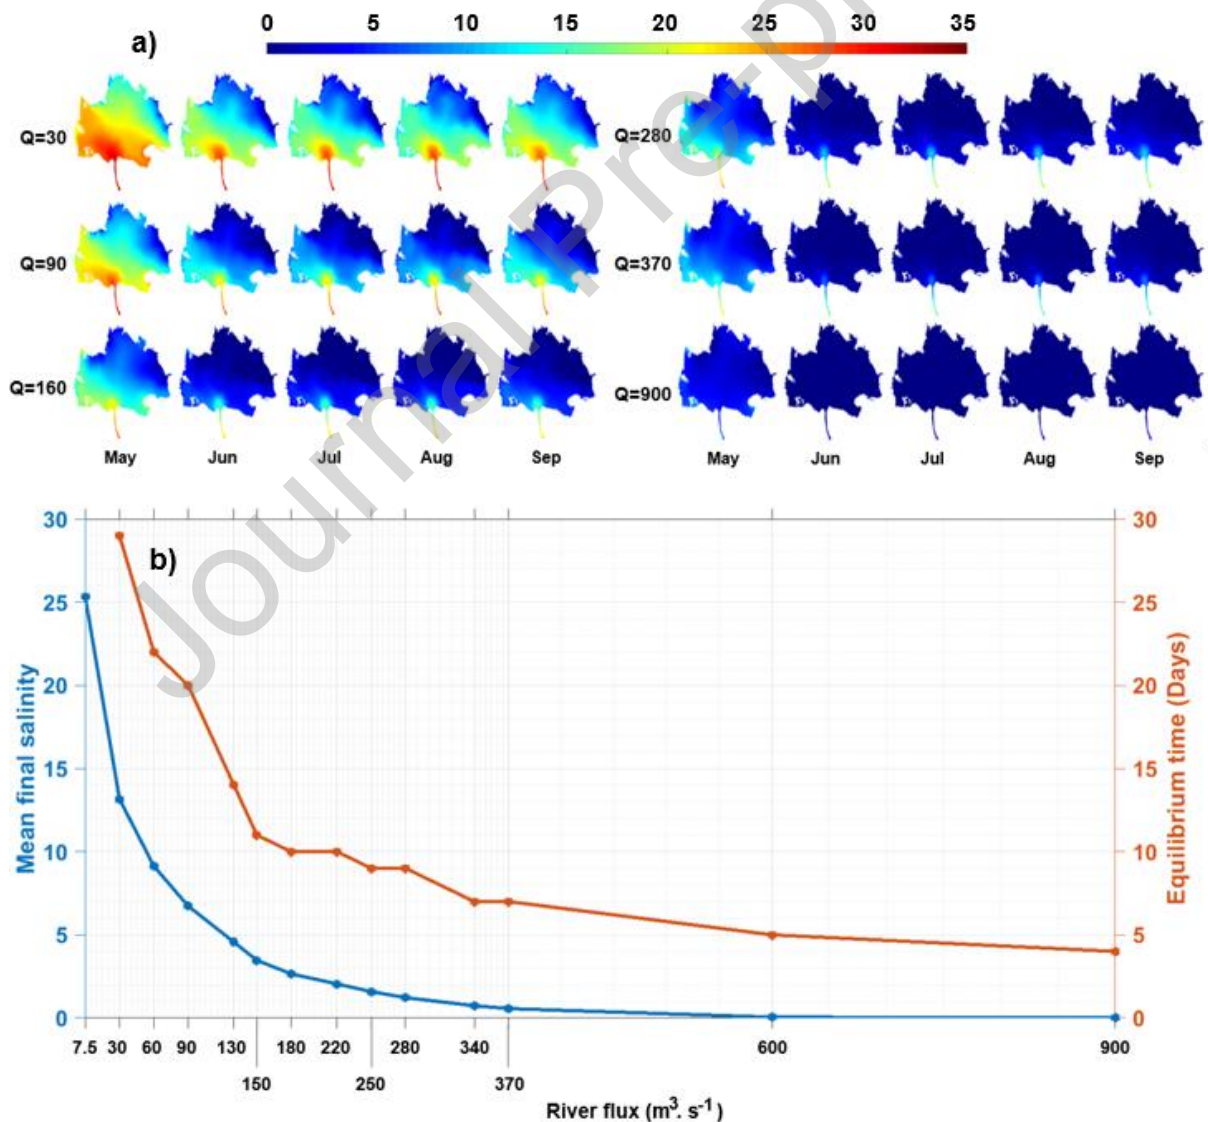 0 5 10 15 20 25 30 35
a)
Q=30
Q=280
Q=90
Q=370
Q=160
Q=900
May Jun Jul Aug Sep
May Jun Jul Aug Sep
Journal Pre-p
b)
30 30
25 25
20 20
15 15
10 10
5 5
0 0
Mean final salinity
Equilibrium time (Days)
7.5 30 60 90 130 180 220 280 340 600 900
150 250 370
River flux (m³. s⁻¹)